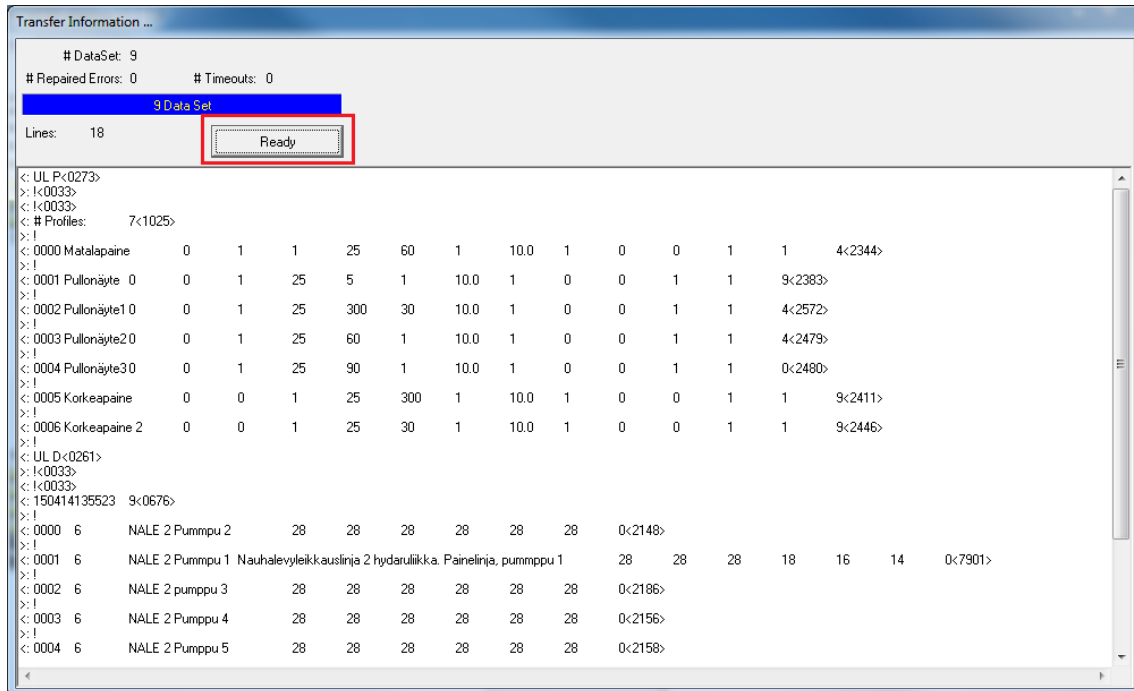 Transfer Information ...
# DataSet: 9
# Repaired Errors: 0 # Timeouts: 0
9 Data Set
Lines: 18
Ready
<: UL P<0273>
>: !<0033>
<: !<0033>
<: # Profiles: 7<1025>
>: !
<: 0000 Matalapaine 0 1 1 25 60 1 10.0 1 0 0 1 1 4<2344>
>: !
<: 0001 Pullonäyte 0 0 1 25 5 1 10.0 1 0 0 1 1 9<2383>
>: !
<: 0002 Pullonäyte1 0 0 1 25 300 30 10.0 1 0 0 1 1 4<2572>
>: !
<: 0003 Pullonäyte2 0 0 1 25 60 1 10.0 1 0 0 1 1 4<2479>
>: !
<: 0004 Pullonäyte3 0 0 1 25 90 1 10.0 1 0 0 1 1 0<2480>
>: !
<: 0005 Korkeapaine 0 0 1 25 300 1 10.0 1 0 0 1 1 9<2411>
>: !
<: 0006 Korkeapaine 2 0 0 1 25 30 1 10.0 1 0 0 1 1 9<2446>
>: !
<: UL D<0261>
>: !<0033>
<: !<0033>
<: 150414135523 9<0676>
>: !
<: 0000 6 NALE 2 Pummpu 2 28 28 28 28 28 28 0<2148>
>: !
<: 0001 6 NALE 2 Pummpu 1 Nauhalevyleikkauslinja 2 hydaruliikka. Painelinja, pummppu 1 28 28 28 18 16 14 0<7901>
>: !
<: 0002 6 NALE 2 pumppu 3 28 28 28 28 28 28 0<2186>
>: !
<: 0003 6 NALE 2 Pumppu 4 28 28 28 28 28 28 0<2156>
>: !
<: 0004 6 NALE 2 Pumppu 5 28 28 28 28 28 28 0<2158>